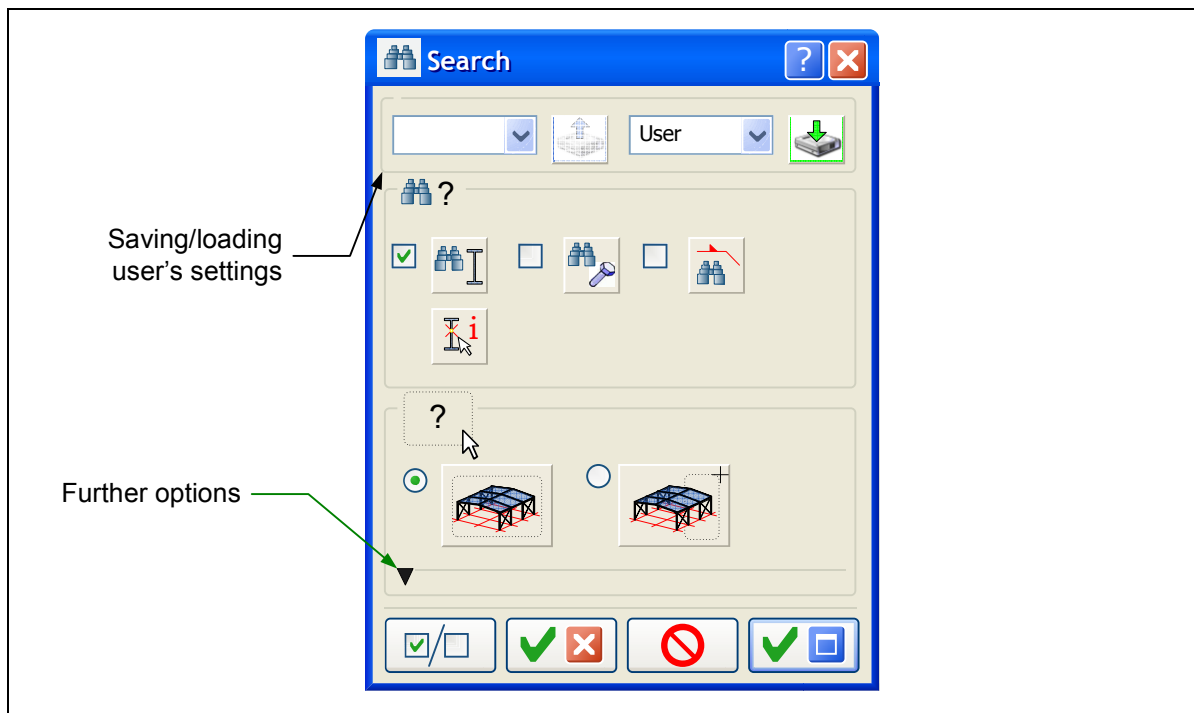 Search
?
User
?
Saving/loading
user's settings
i
?
Further options